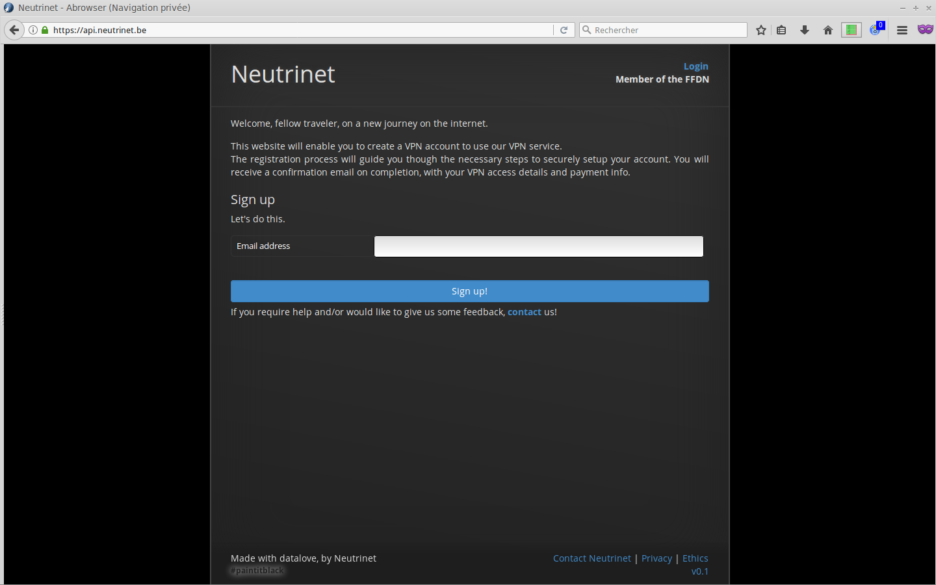 Neutrinet - Abrowser (Navigation privée)
https://api.neutrinet.be
Rechercher
0
Neutrinet
Login
Member of the FFDN
Welcome, fellow traveler, on a new journey on the internet.
This website will enable you to create a VPN account to use our VPN service.
The registration process will guide you though the necessary steps to securely setup your account. You will
receive a confirmation email on completion, with your VPN access details and payment info.
Sign up
Let's do this.
Email address
Sign up!
If you require help and/or would like to give us some feedback, contact us!
Made with datalove, by Neutrinet
Contact Neutrinet | Privacy | Ethics
#paintitblack
v0.1